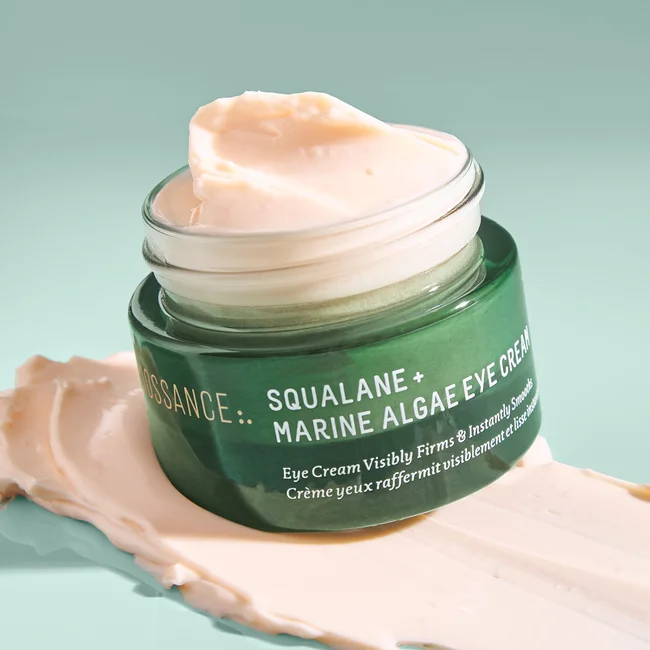 OSSANCE:.
SQUALANE +
MARINE ALGAE EYE CREAM
Eye Cream Visibly Firms & Instantly Smooths
Crème yeux raffermit visiblement et lisse